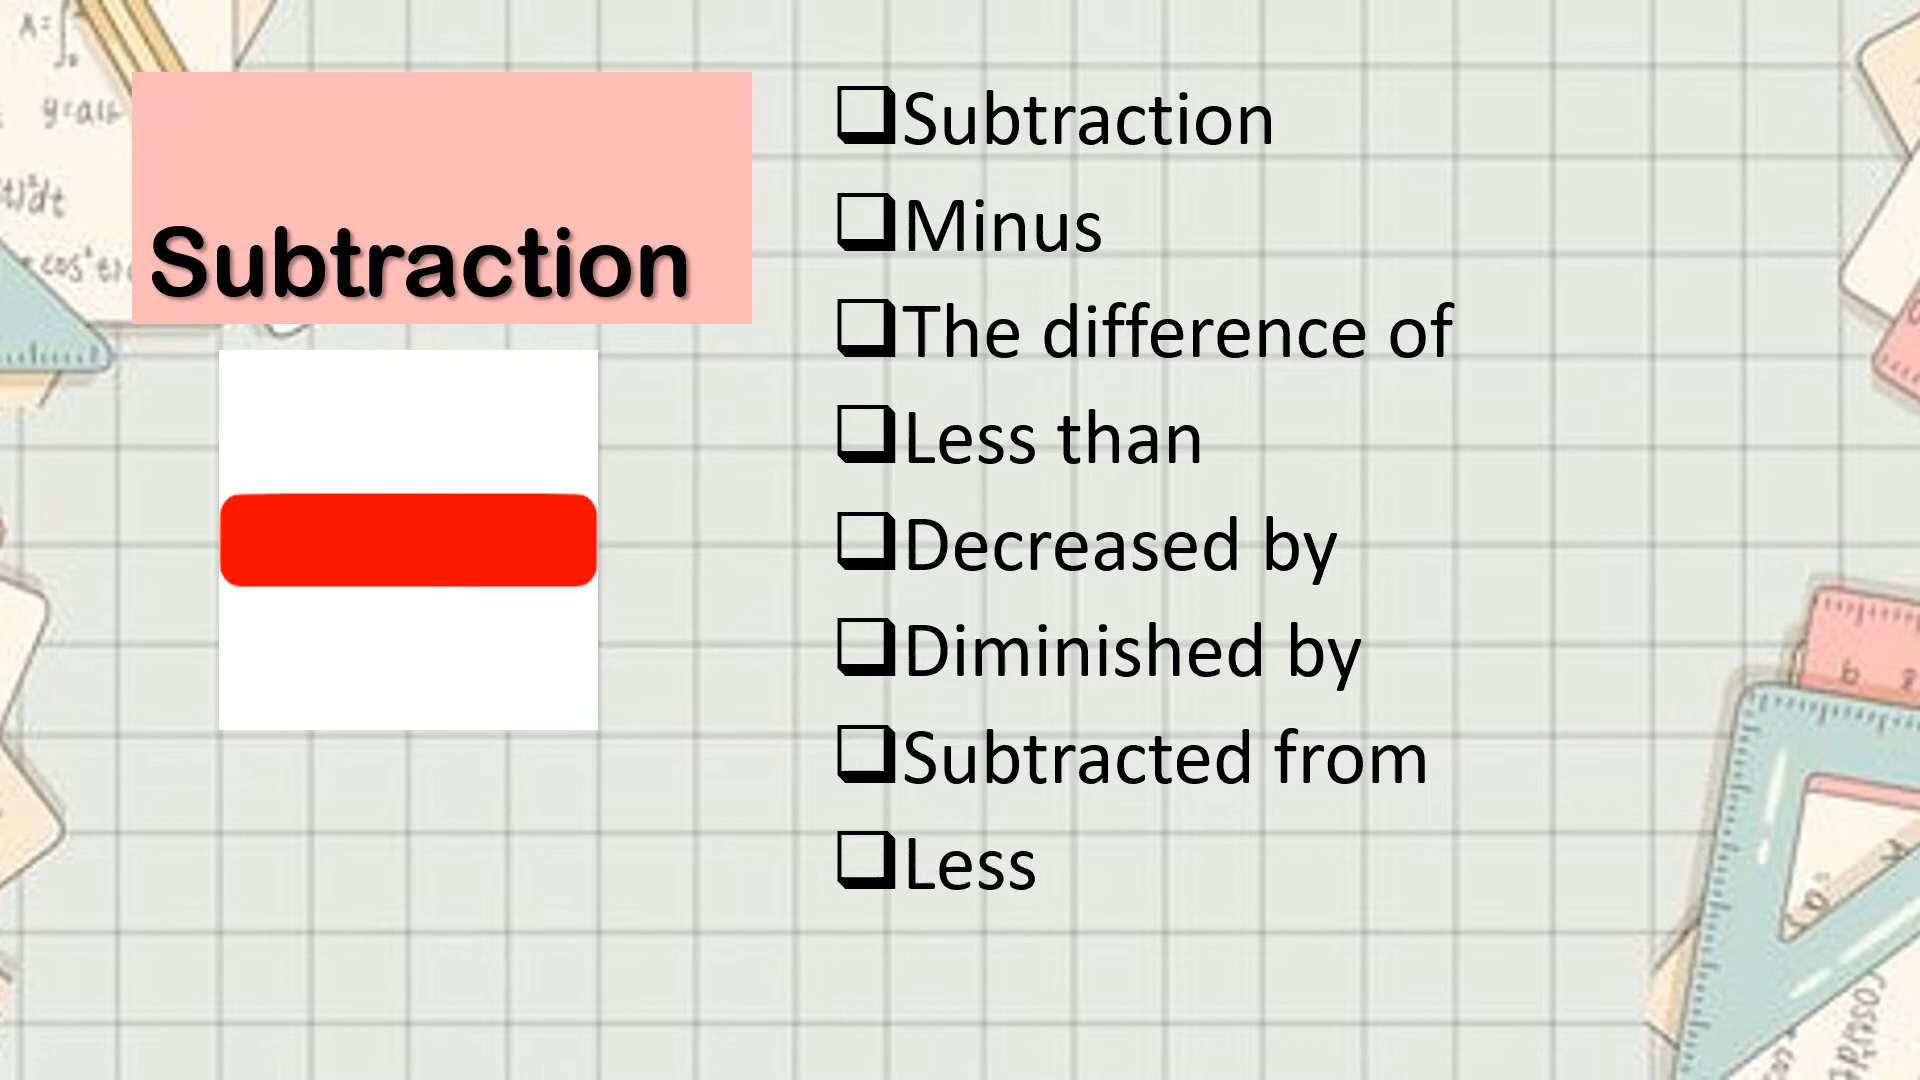 Subtraction
Subtraction
Minus
The difference of
Less than
Decreased by
Diminished by
Subtracted from
Less